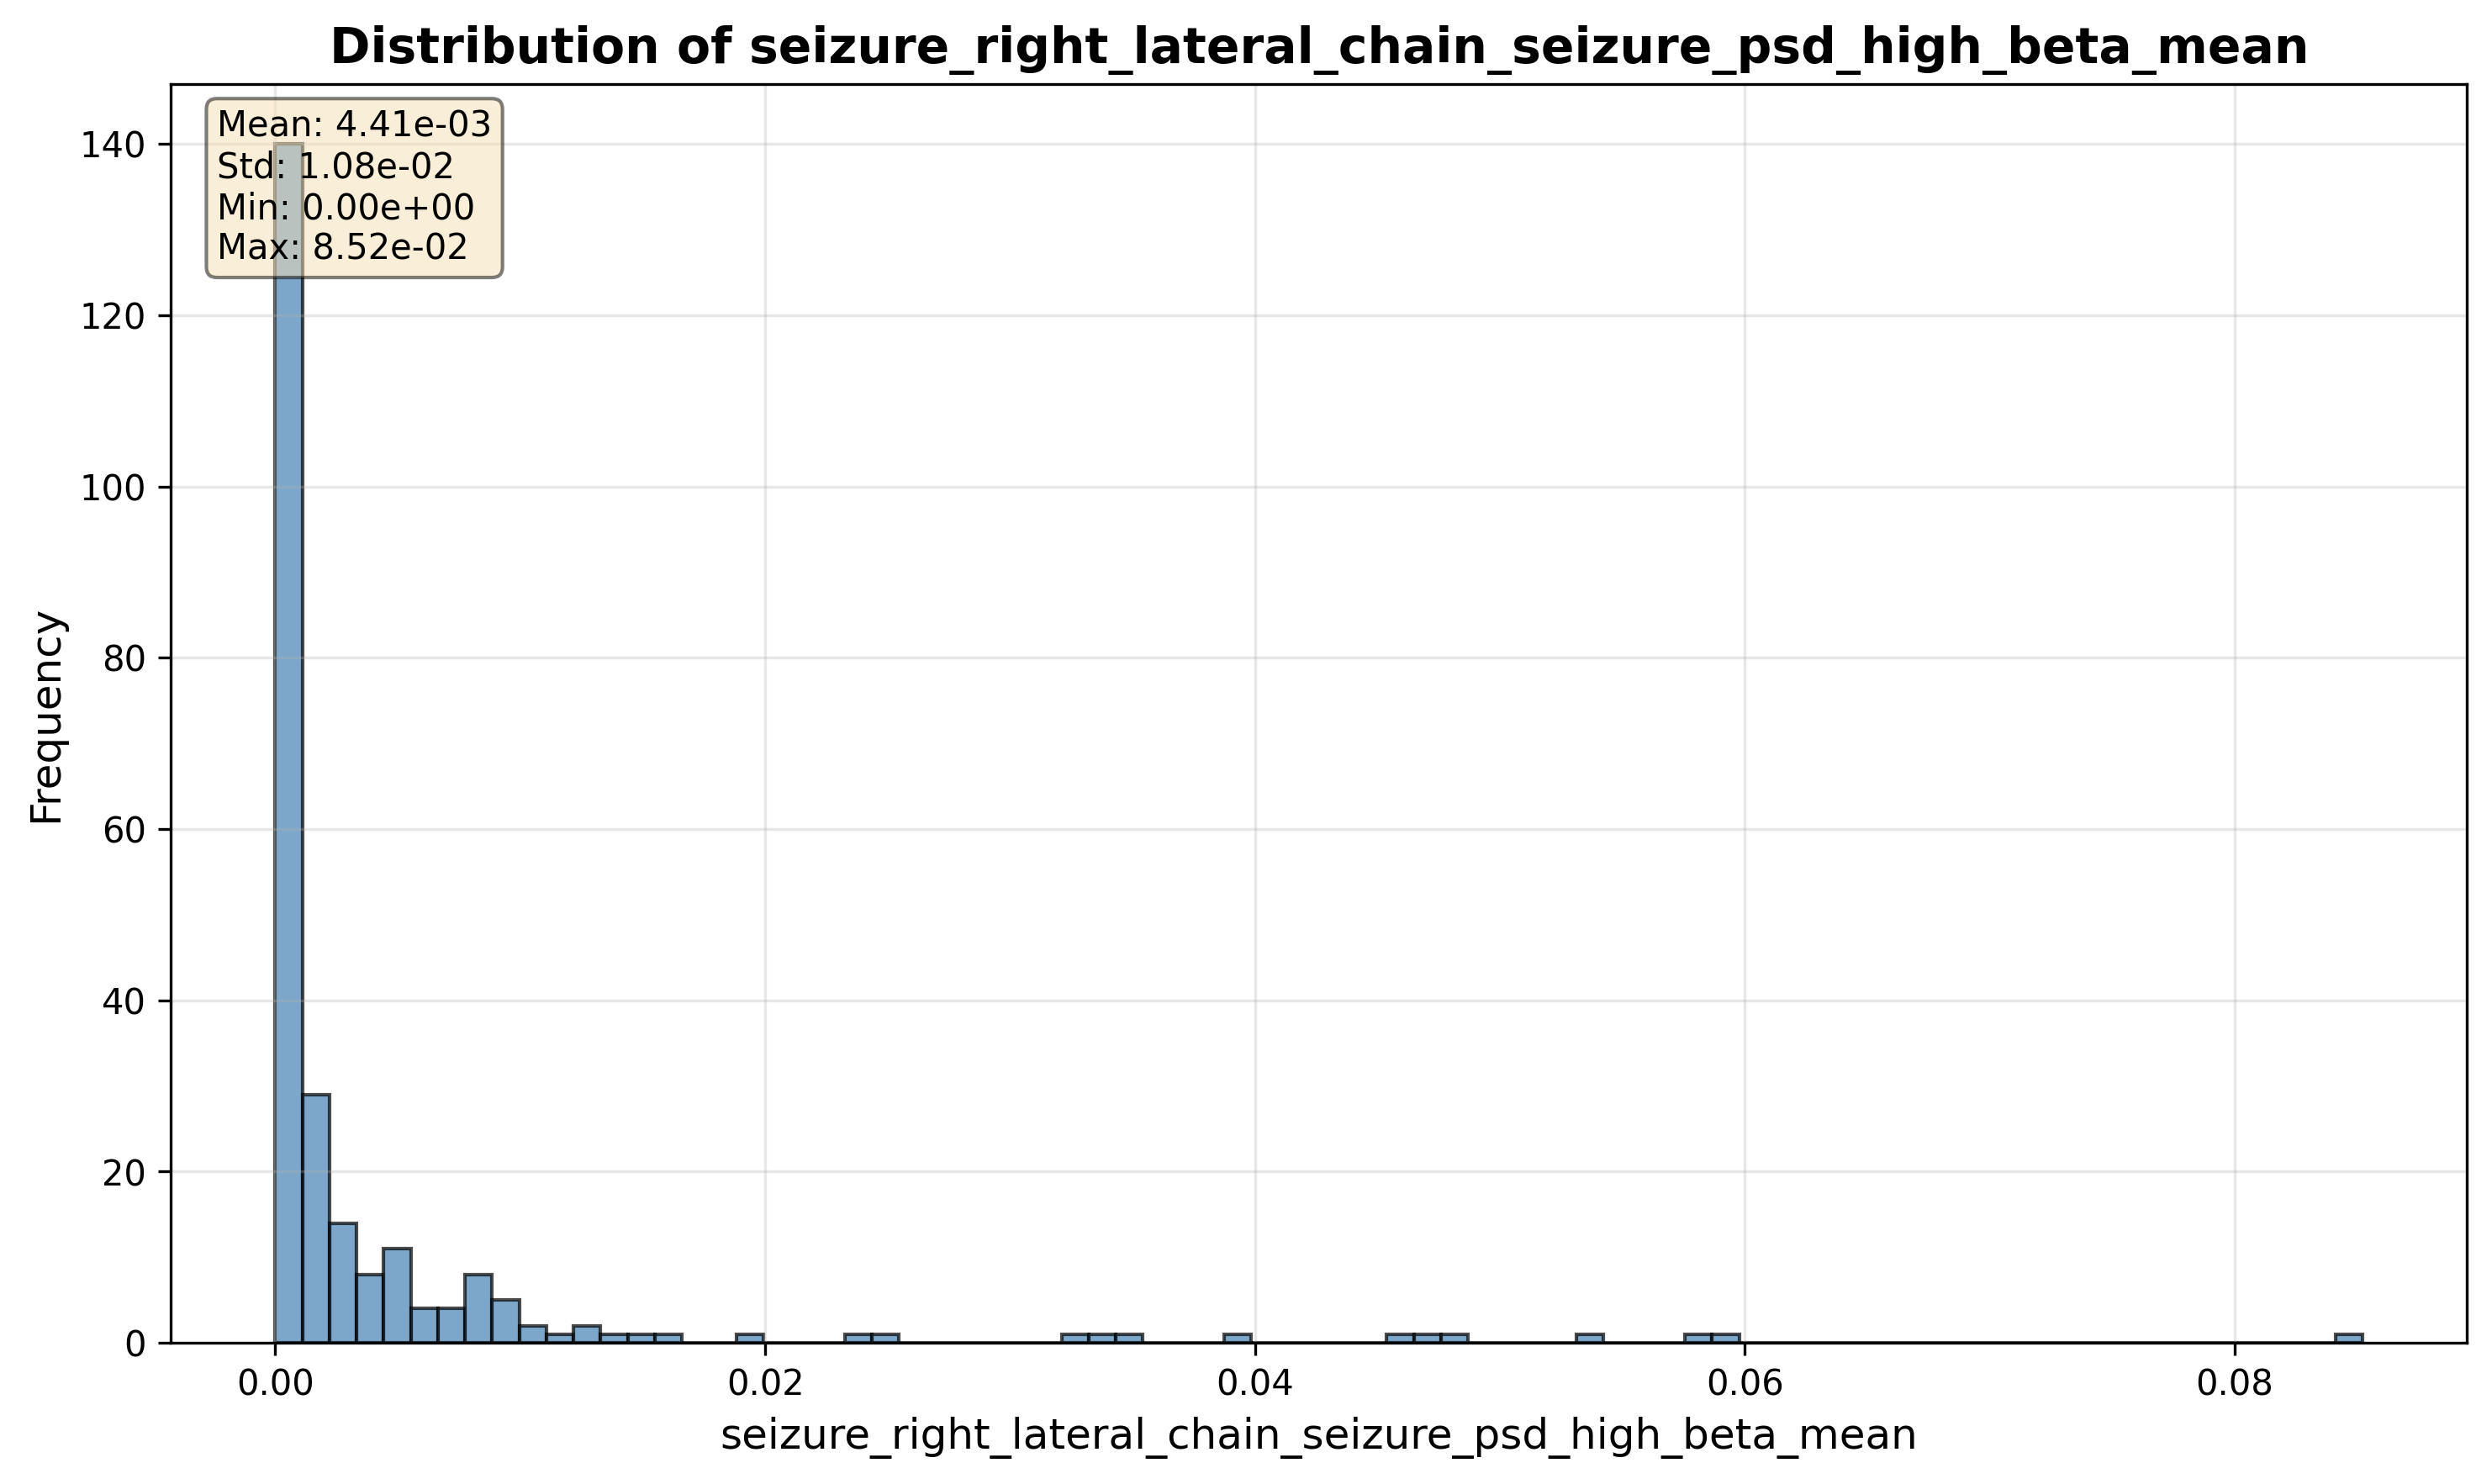 Distribution of seizure_right_lateral_chain_seizure_psd_high_beta_mean
Mean: 4.41e-03
Std: 1.08e-02
Min: 0.00e+00
Max: 8.52e-02
140
120
100
80
60
40
20
0
Frequency
0.00 0.02 0.04 0.06 0.08
seizure_right_lateral_chain_seizure_psd_high_beta_mean